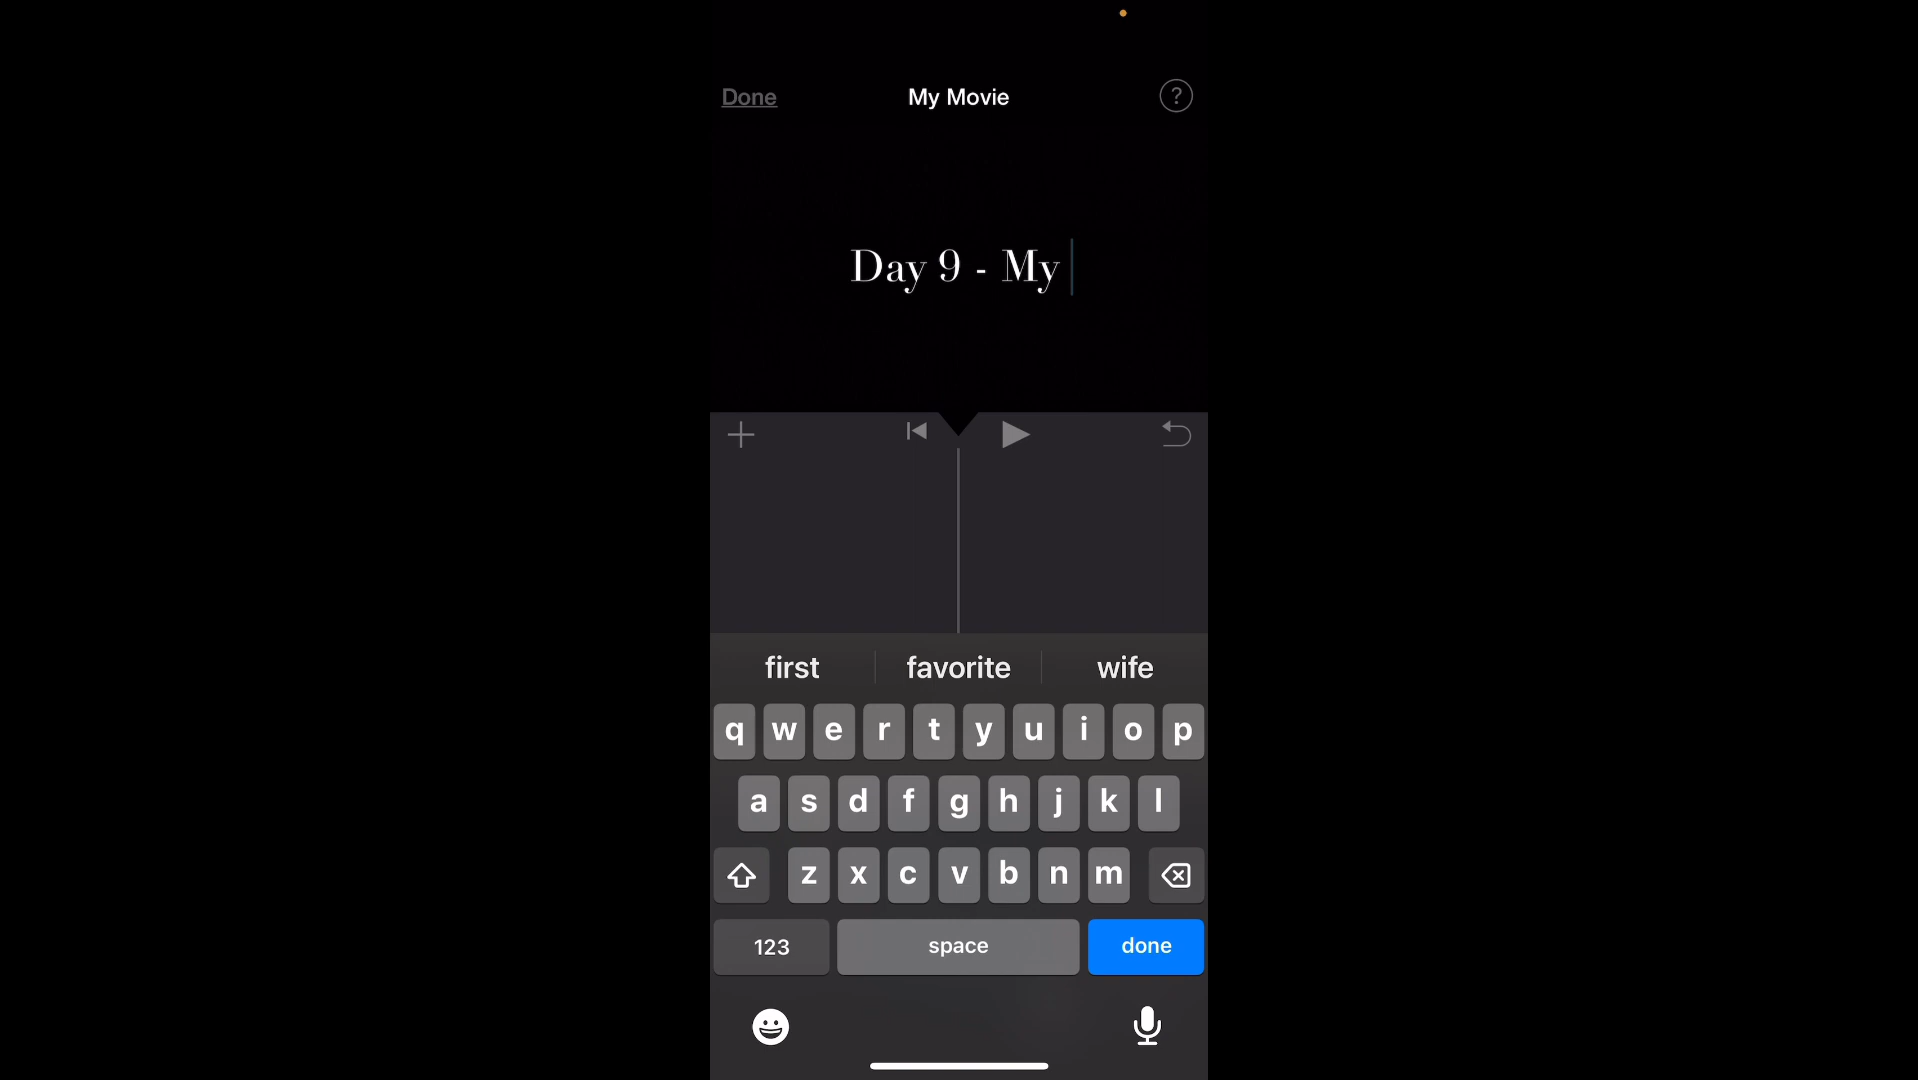 Done My Movie ?
Day 9 - My
first favorite wife
q w e r t y u i o p
a s d f g h j k l
z x c v b n m
123 space done